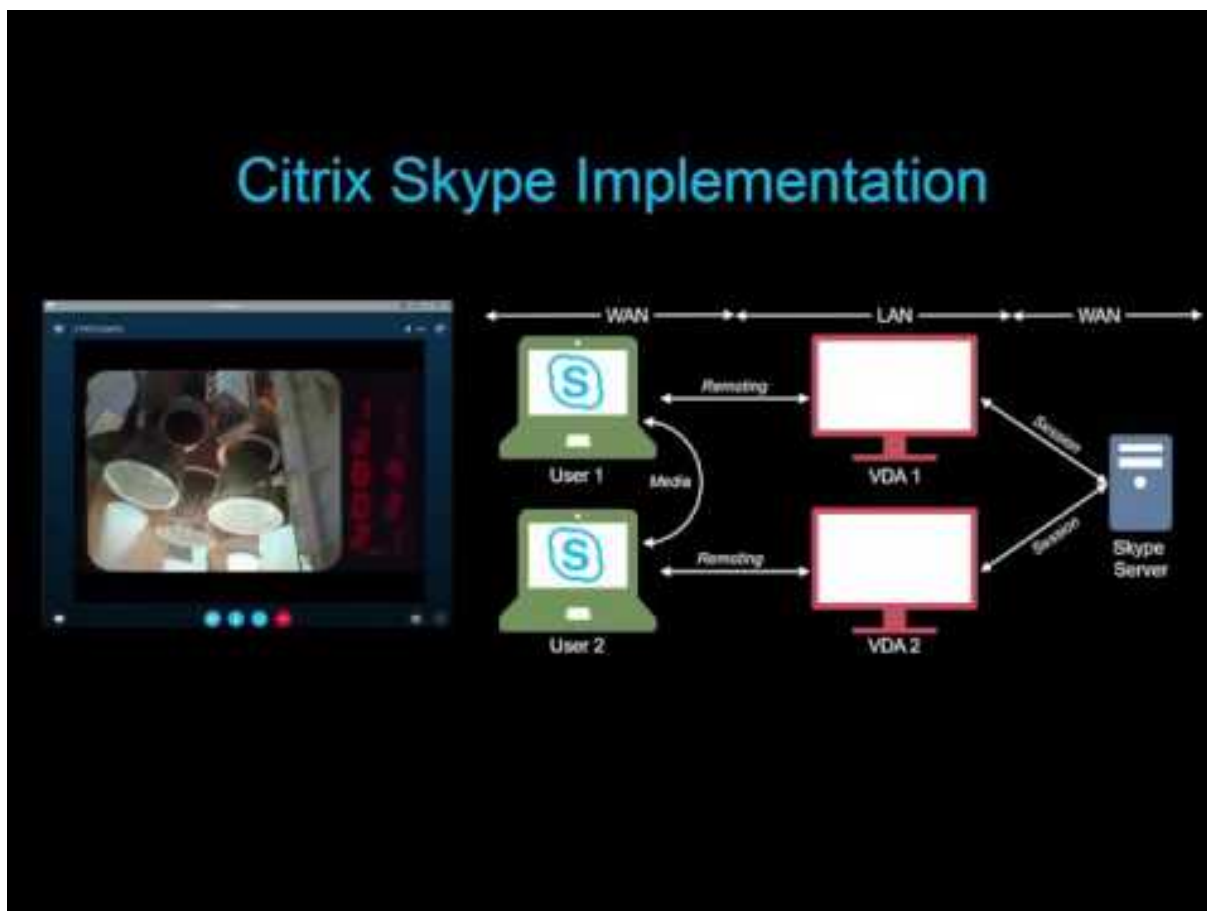 Citrix Skype Implementation
WAN
LAN
WAN
S
Remoting
Session
User 1
Media
VDA 1
S
Remoting
Session
Skype
Server
User 2
VDA 2